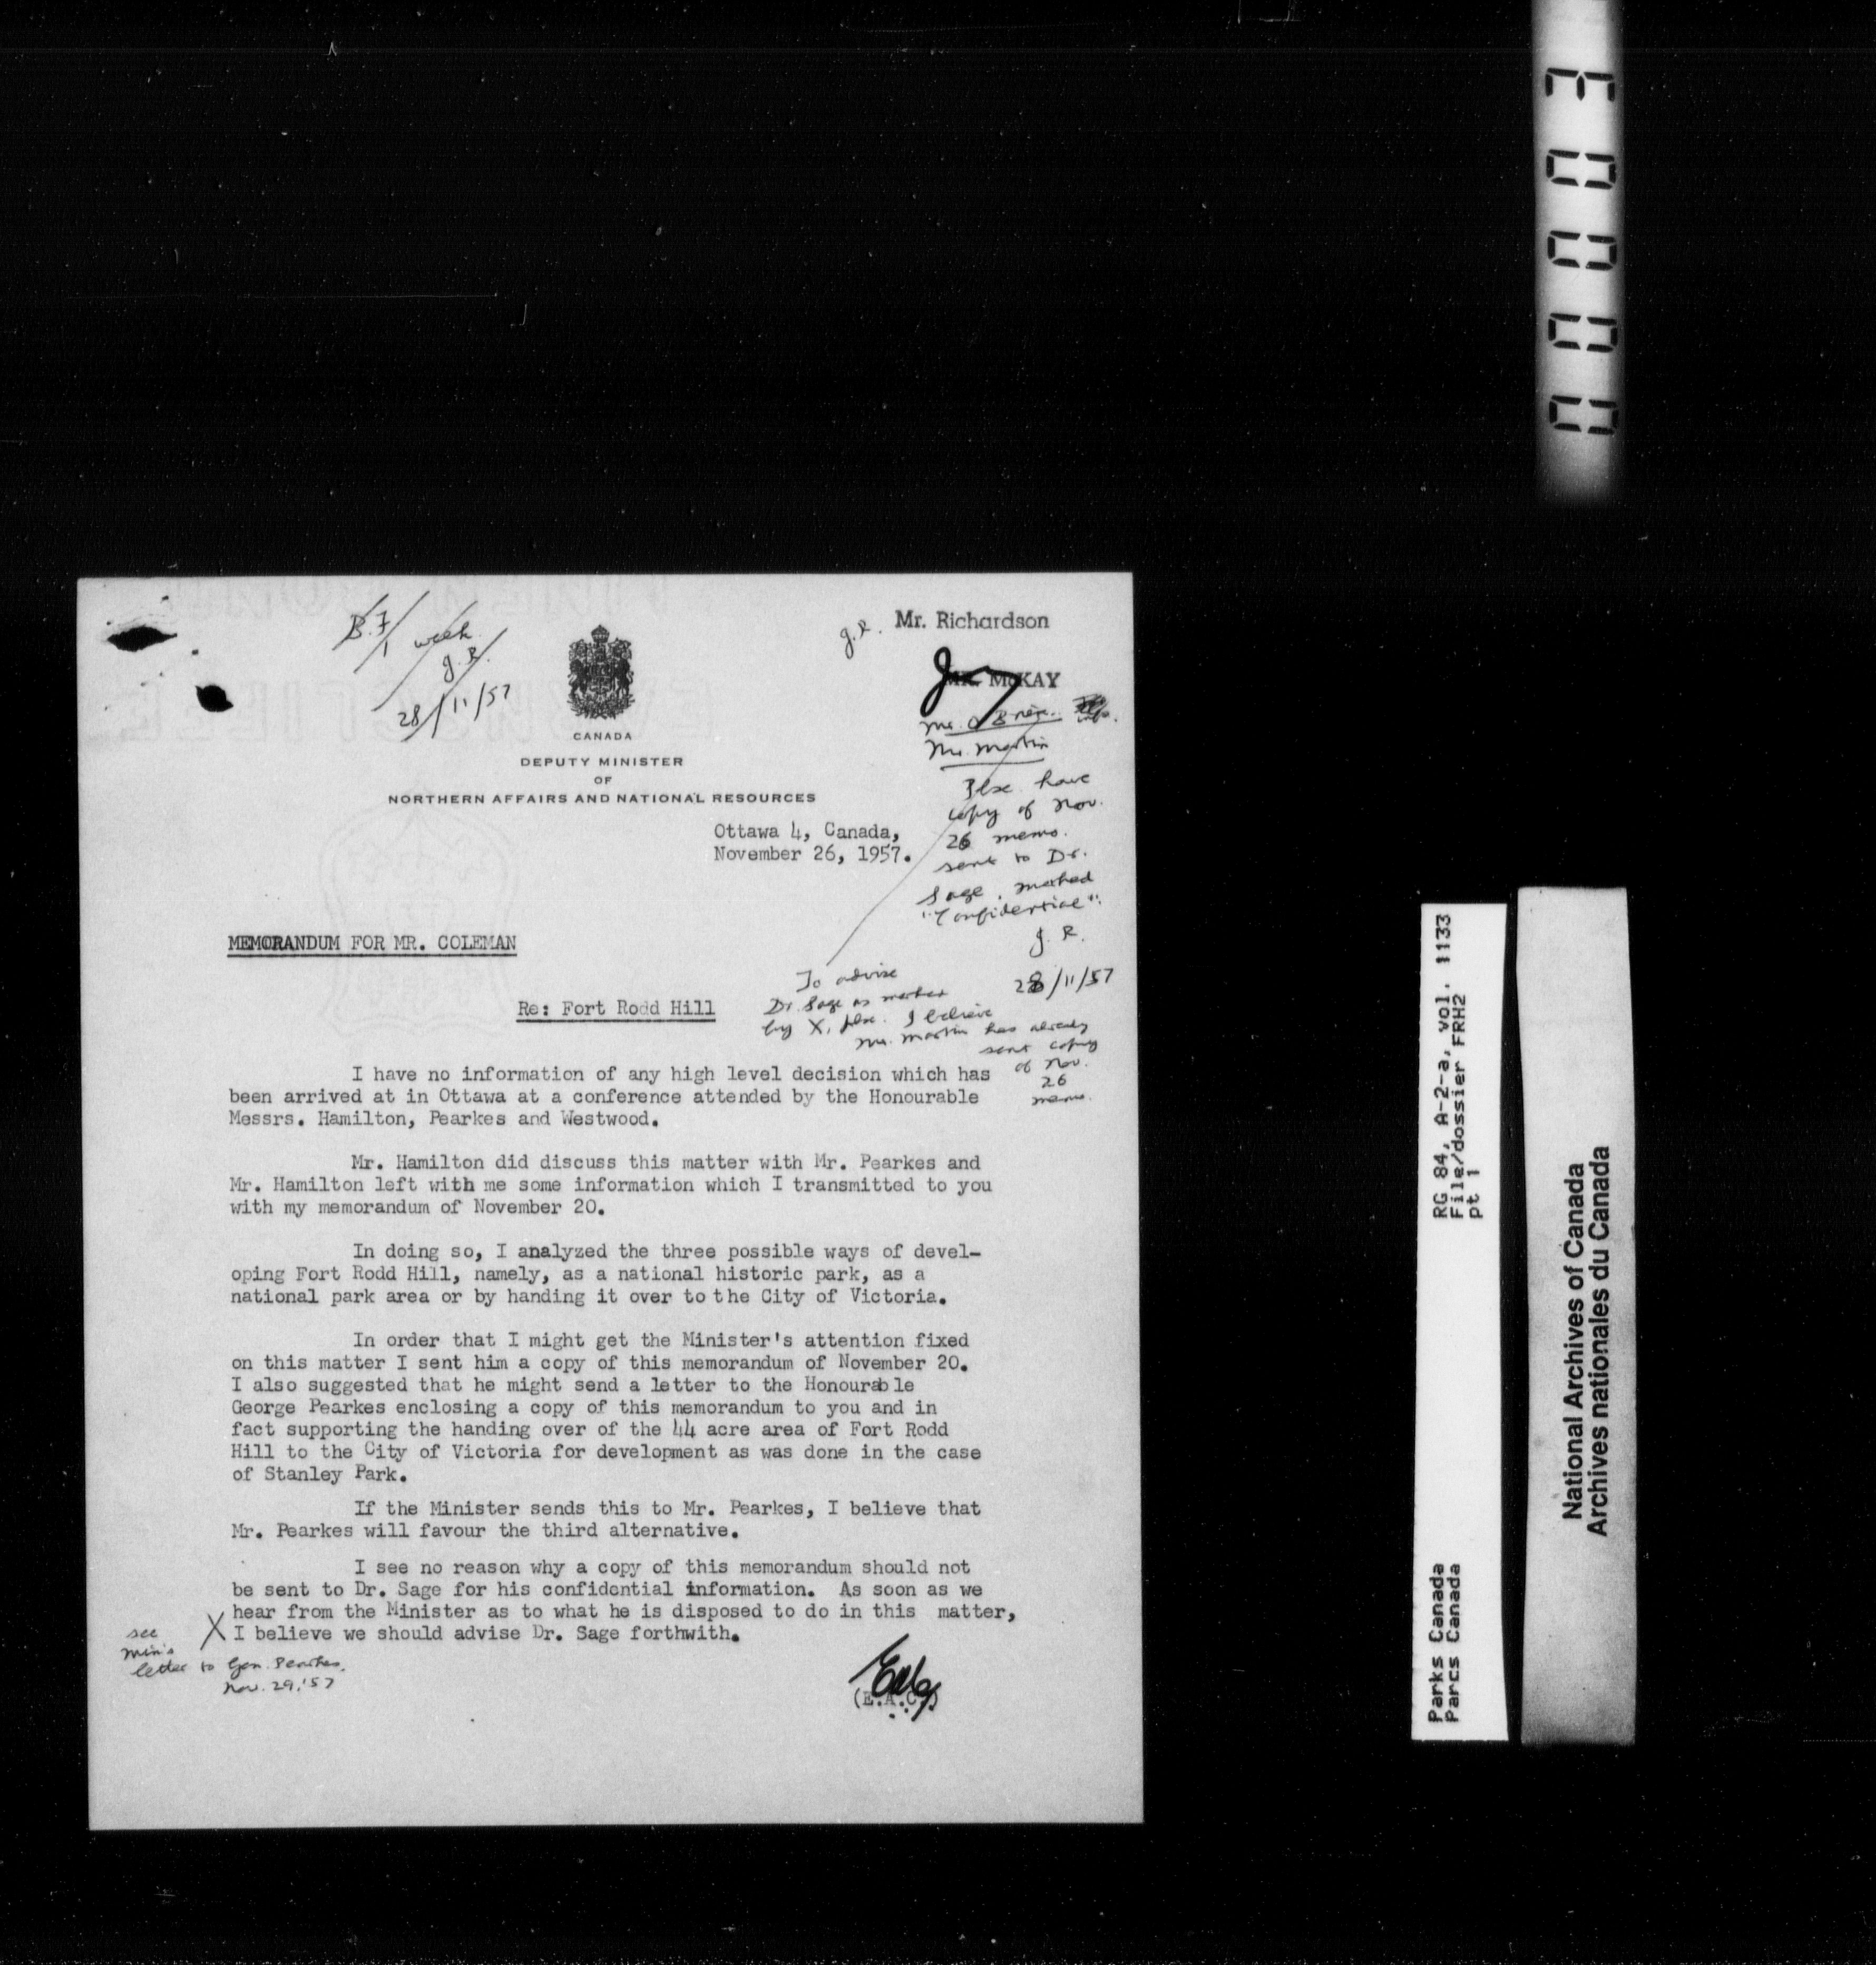 B.F.
1 week
J.R.
28/11/57
CANADA
DEPUTY MINISTER
OF
NORTHERN AFFAIRS AND NATIONAL RESOURCES
J.R. Mr. Richardson
MR. McKAY
Mr. Martin
Plse. have
copy of Nov.
26 memo.
sent to Dr.
Sage, marked
"Confidential".
J.R.
28/11/57
Ottawa 4, Canada,
November 26, 1957.
MEMORANDUM FOR MR. COLEMAN
To advise
Dr. Sage as marked
by X, plse. I believe
Mr. Martin has already
sent copy
of Nov.
26
memo.
Re: Fort Rodd Hill
I have no information of any high level decision which has
been arrived at in Ottawa at a conference attended by the Honourable
Messrs. Hamilton, Pearkes and Westwood.
Mr. Hamilton did discuss this matter with Mr. Pearkes and
Mr. Hamilton left with me some information which I transmitted to you
with my memorandum of November 20.
In doing so, I analyzed the three possible ways of devel-
oping Fort Rodd Hill, namely, as a national historic park, as a
national park area or by handing it over to the City of Victoria.
In order that I might get the Minister's attention fixed
on this matter I sent him a copy of this memorandum of November 20.
I also suggested that he might send a letter to the Honourable
George Pearkes enclosing a copy of this memorandum to you and in
fact supporting the handing over of the 44 acre area of Fort Rodd
Hill to the City of Victoria for development as was done in the case
of Stanley Park.
If the Minister sends this to Mr. Pearkes, I believe that
Mr. Pearkes will favour the third alternative.
I see no reason why a copy of this memorandum should not
be sent to Dr. Sage for his confidential information. As soon as we
hear from the Minister as to what he is disposed to do in this matter,
X I believe we should advise Dr. Sage forthwith.
see
Min's
letter to Gen. Pearkes,
Nov. 29,'57
(E.A.C.)
00003
RG 84, A-2-a, vol. 1133
File/dossier FRH2
pt 1
Parks Canada
Parcs Canada
National Archives of Canada
Archives nationales du Canada